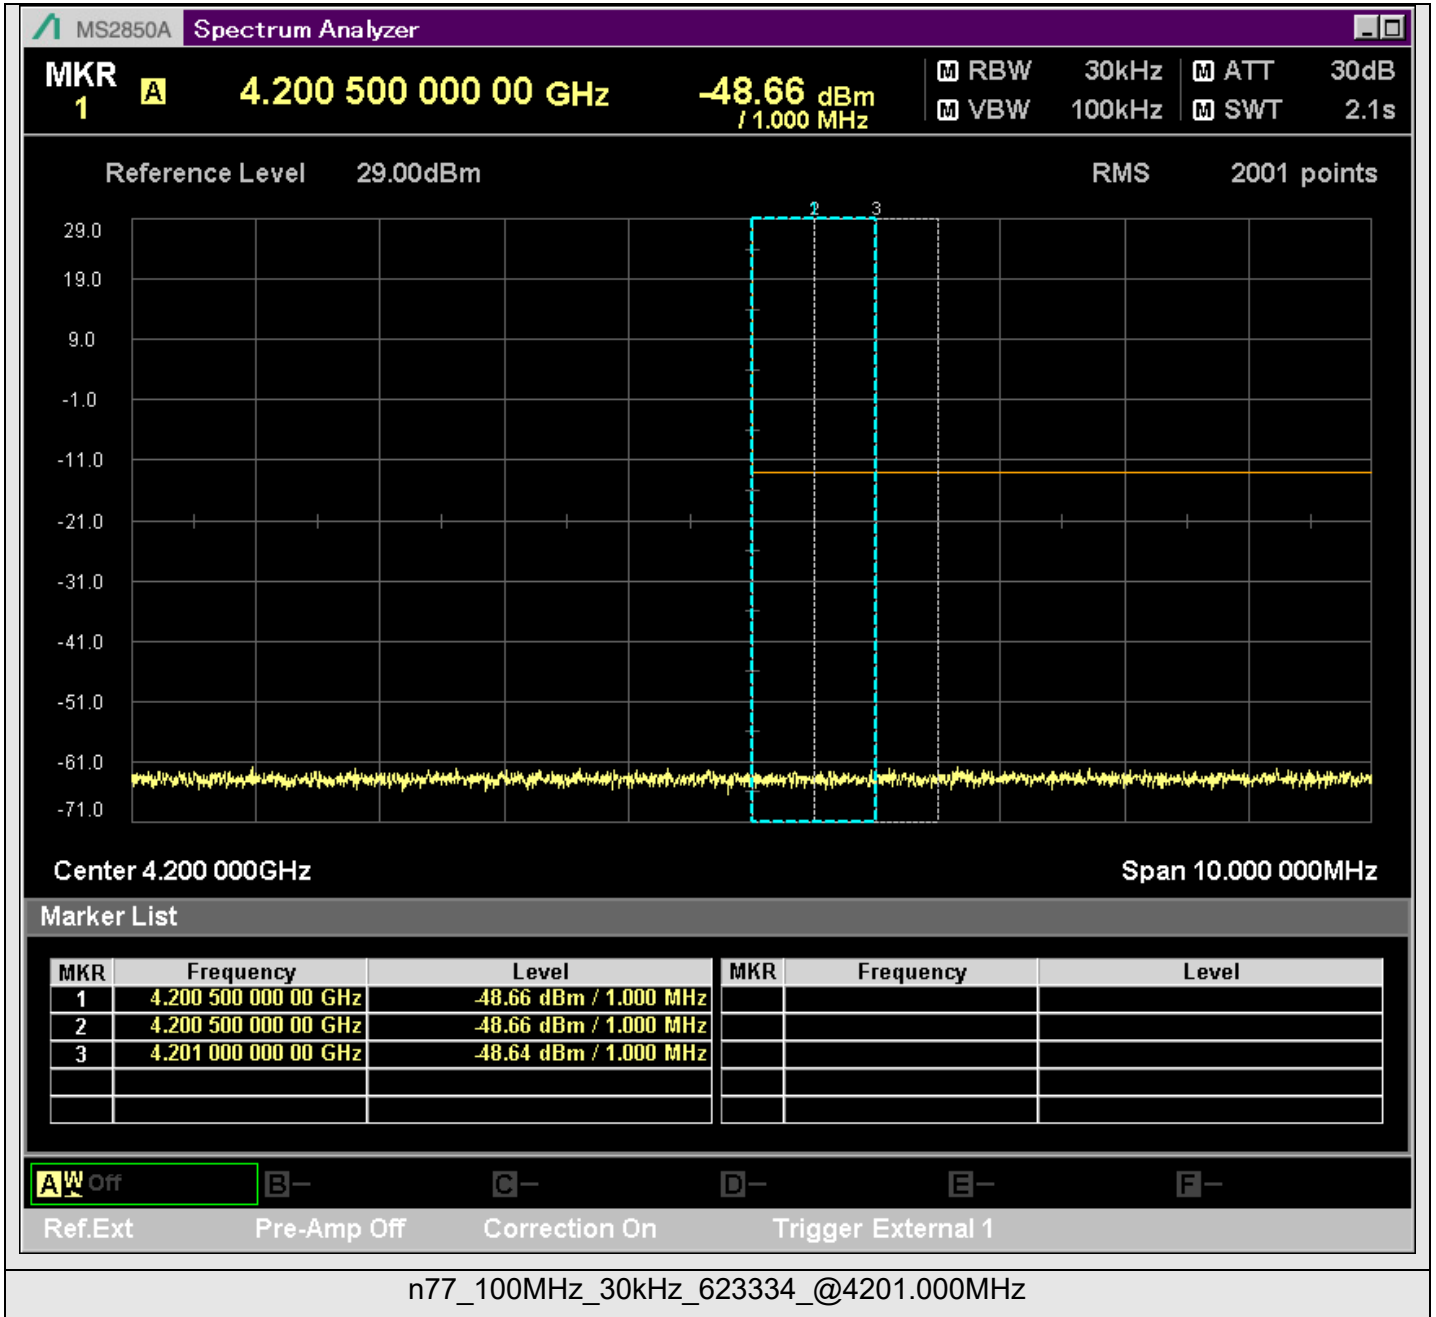 MS2850A Spectrum Analyzer
MKR 1 A 4.200 500 000 00 GHz -48.66 dBm / 1.000 MHz
M RBW 30kHz M ATT 30dB
M VBW 100kHz M SWT 2.1s
Reference Level 29.00dBm RMS 2001 points
2 3
29.0
19.0
9.0
-1.0
-11.0
-21.0
-31.0
-41.0
-51.0
-61.0
-71.0
Center 4.200 000GHz Span 10.000 000MHz
Marker List
MKR Frequency Level MKR Frequency Level
1 4.200 500 000 00 GHz -48.66 dBm / 1.000 MHz
2 4.200 500 000 00 GHz -48.66 dBm / 1.000 MHz
3 4.201 000 000 00 GHz -48.64 dBm / 1.000 MHz
A W Off B- C- D- E- F-
Ref.Ext Pre-Amp Off Correction On Trigger External 1
n77_100MHz_30kHz_623334_@4201.000MHz